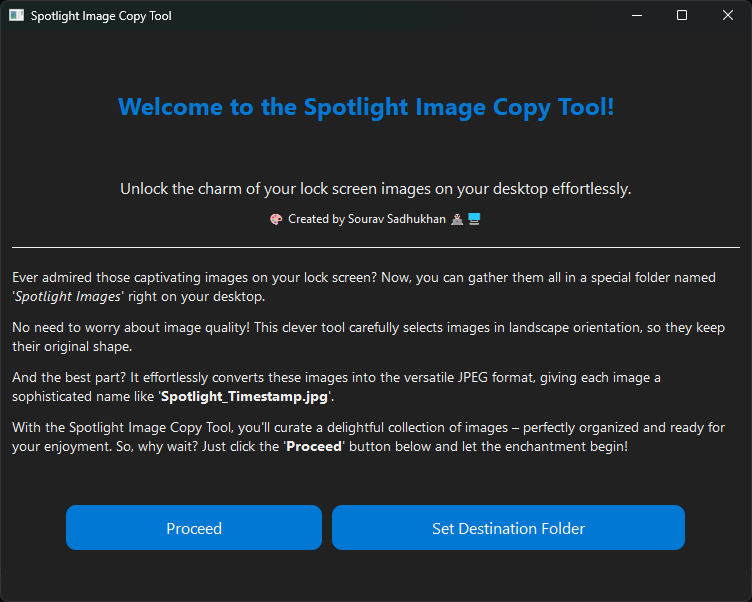 Spotlight Image Copy Tool
Welcome to the Spotlight Image Copy Tool!
Unlock the charm of your lock screen images on your desktop effortlessly.
🎨 Created by Sourav Sadhukhan 👨‍💻 🖥️
Ever admired those captivating images on your lock screen? Now, you can gather them all in a special folder named
'Spotlight Images' right on your desktop.
No need to worry about image quality! This clever tool carefully selects images in landscape orientation, so they keep
their original shape.
And the best part? It effortlessly converts these images into the versatile JPEG format, giving each image a
sophisticated name like 'Spotlight_Timestamp.jpg'.
With the Spotlight Image Copy Tool, you'll curate a delightful collection of images – perfectly organized and ready for
your enjoyment. So, why wait? Just click the 'Proceed' button below and let the enchantment begin!
Proceed
Set Destination Folder